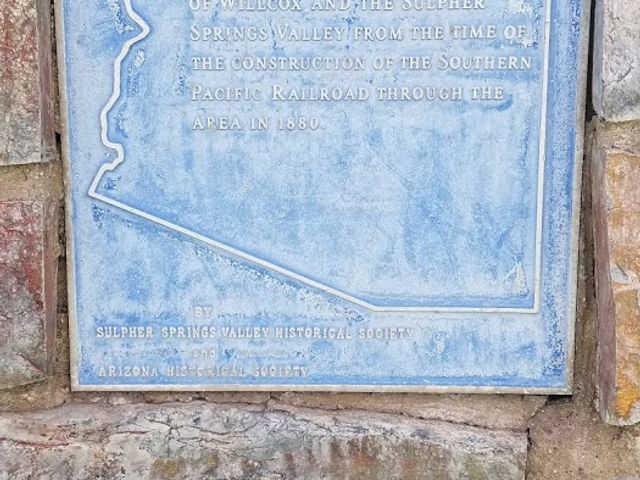 OF WILLCOX AND THE SULPHER
SPRINGS VALLEY FROM THE TIME OF
THE CONSTRUCTION OF THE SOUTHERN
PACIFIC RAILROAD THROUGH THE
AREA IN 1880.
BY
SULPHER SPRINGS VALLEY HISTORICAL SOCIETY
and
ARIZONA HISTORICAL SOCIETY